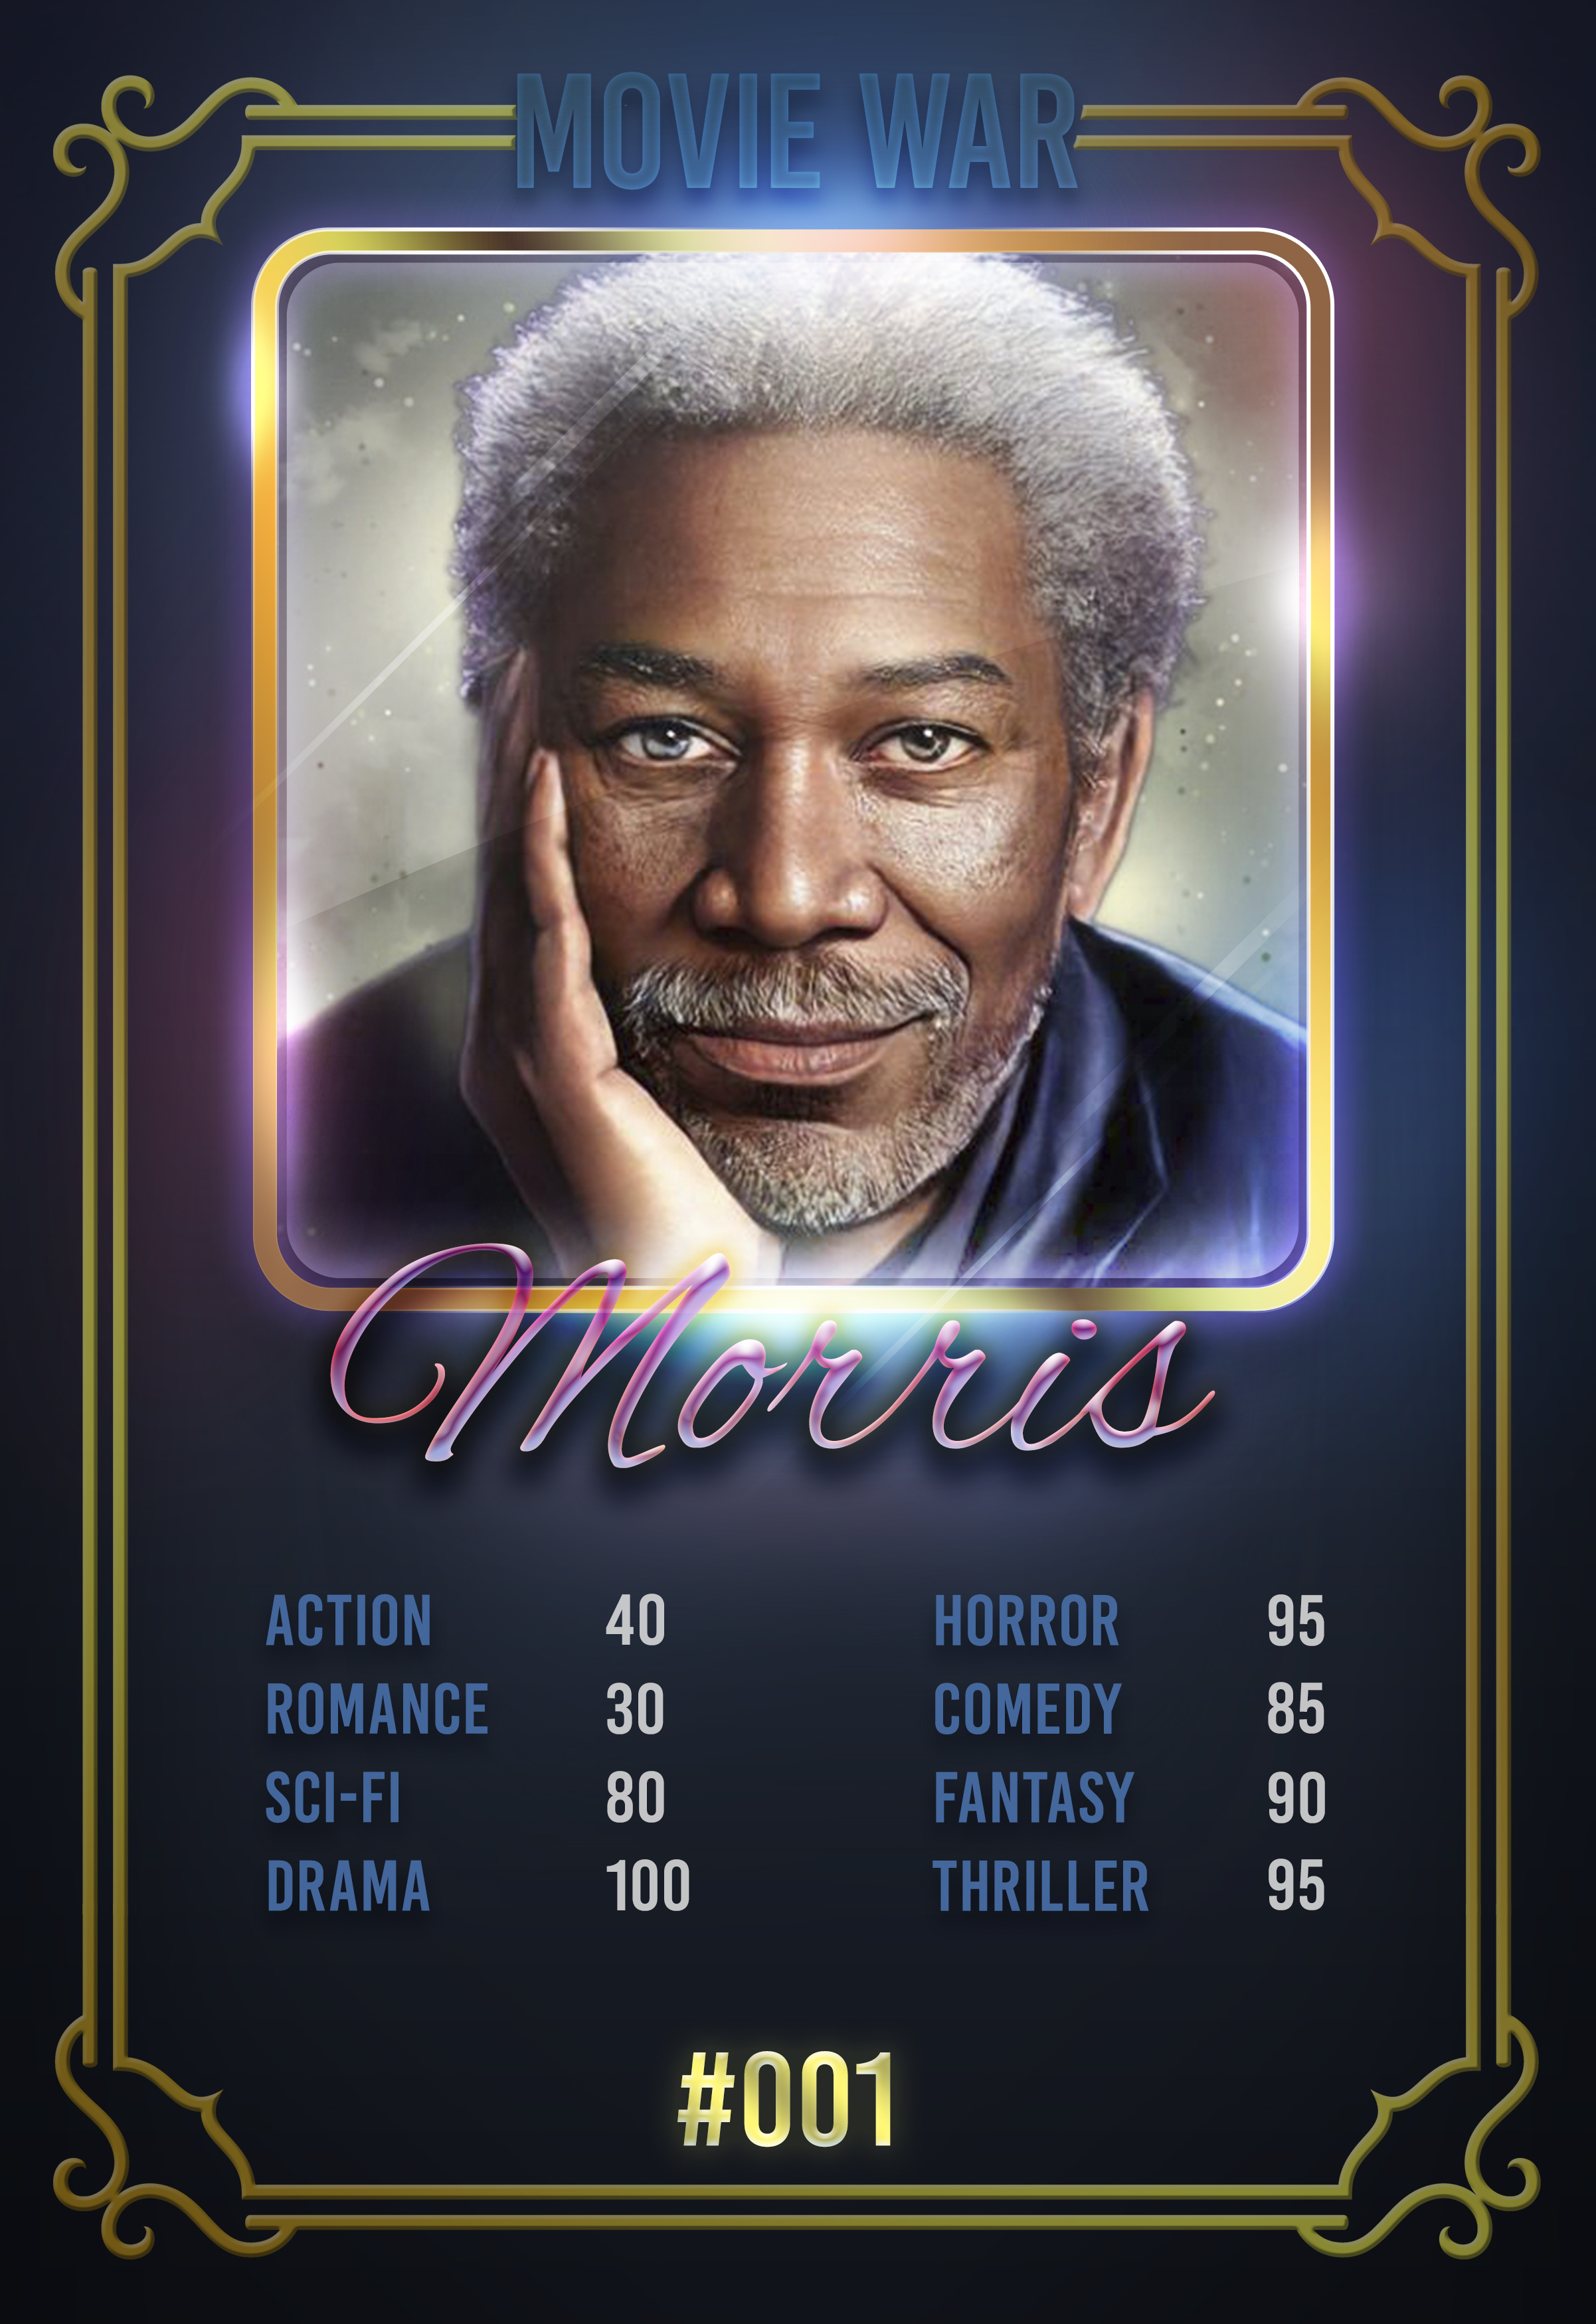 MOVIE WAR
Morris
ACTION 40 HORROR 95
ROMANCE 30 COMEDY 85
SCI-FI 80 FANTASY 90
DRAMA 100 THRILLER 95
#001